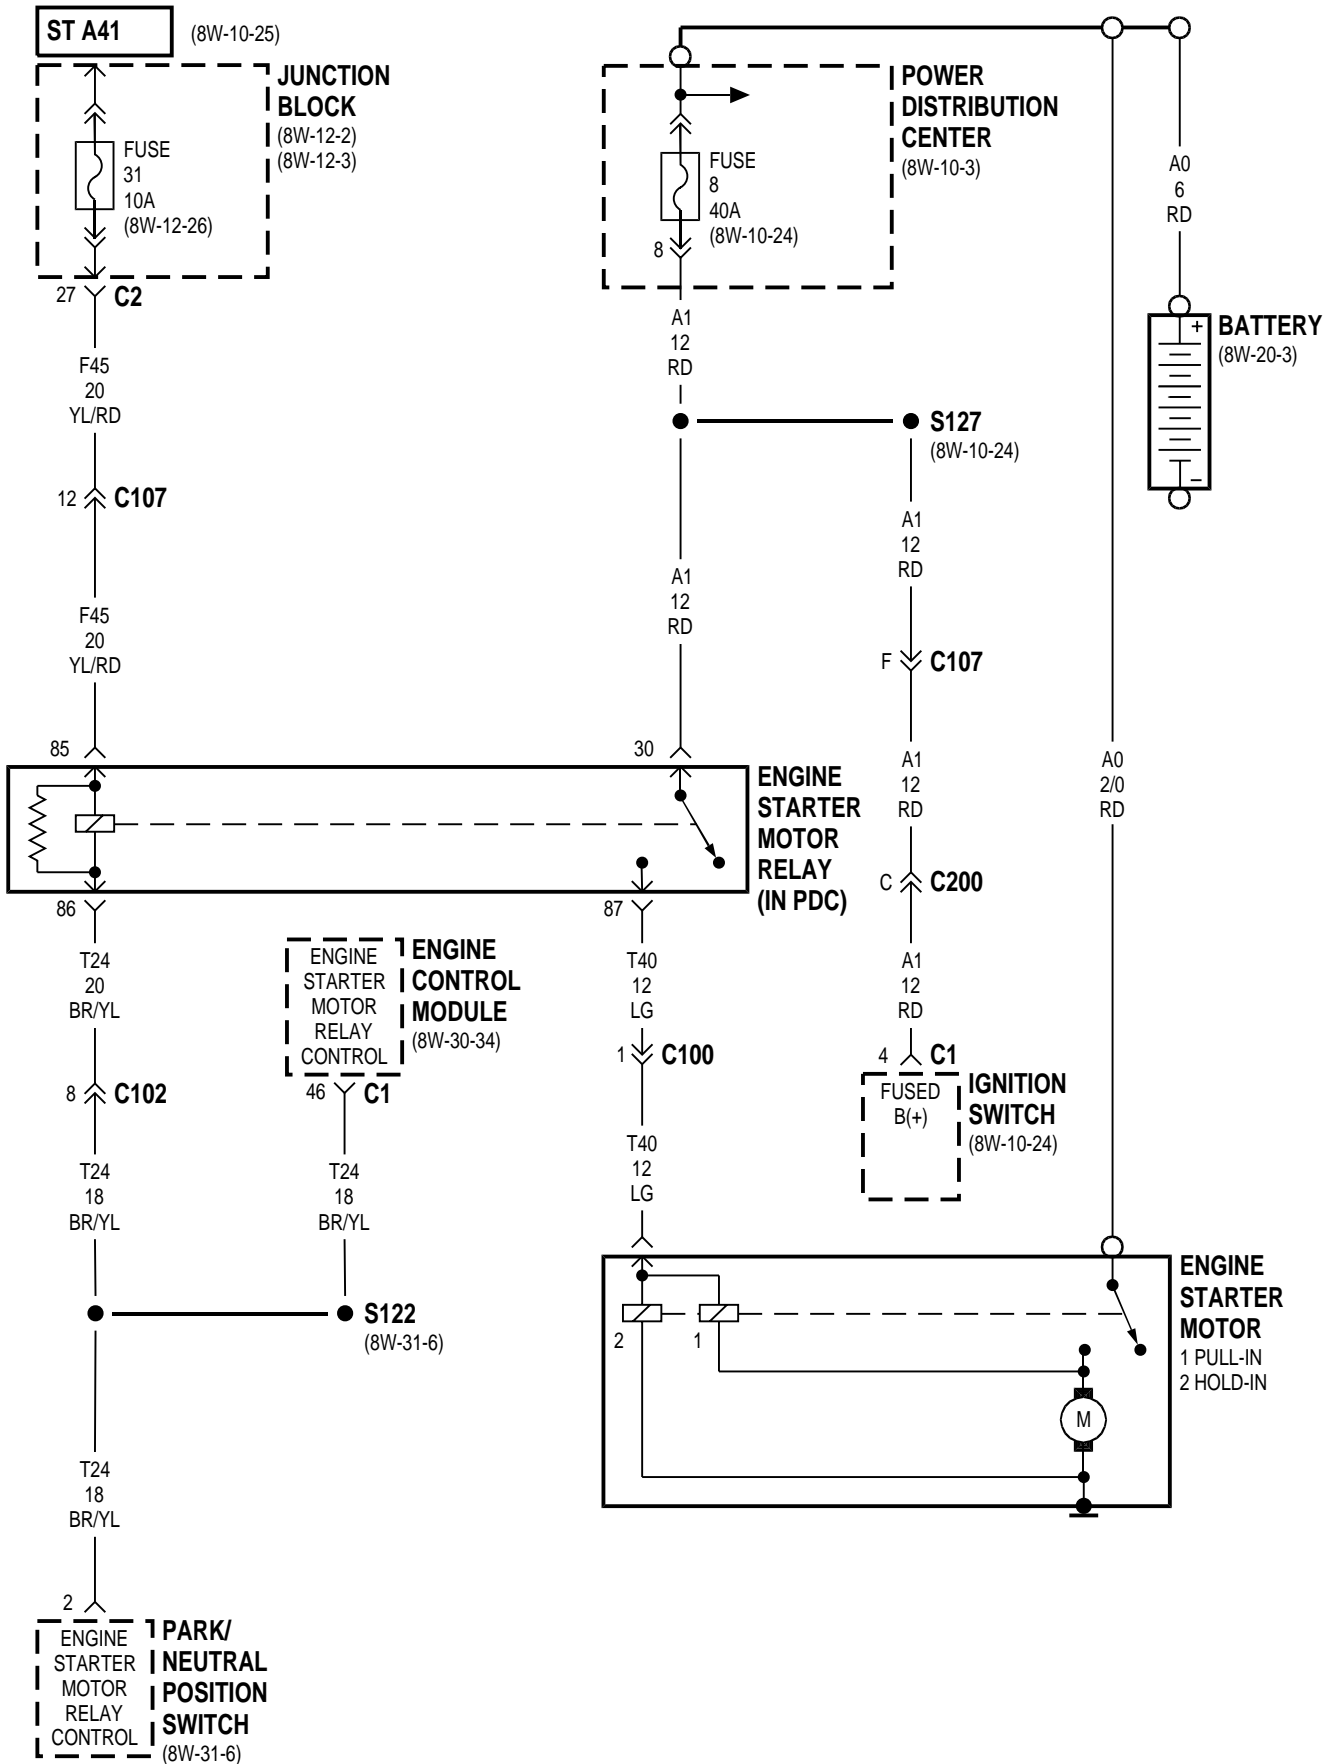 ST A41
(8W-10-25)
JUNCTION
BLOCK
(8W-12-2)
(8W-12-3)
FUSE
31
10A
(8W-12-26)
27
C2
F45
20
YL/RD
12
C107
F45
20
YL/RD
85
POWER
DISTRIBUTION
CENTER
(8W-10-3)
FUSE
8
40A
(8W-10-24)
8
A1
12
RD
S127
(8W-10-24)
A1
12
RD
30
A1
12
RD
F
C107
A1
12
RD
C
C200
A1
12
RD
4
C1
FUSED
B(+)
IGNITION
SWITCH
(8W-10-24)
A0
6
RD
+
BATTERY
(8W-20-3)
–
A0
2/0
RD
ENGINE
STARTER
MOTOR
RELAY
(IN PDC)
86
T24
20
BR/YL
8
C102
T24
18
BR/YL
ENGINE
STARTER
MOTOR
RELAY
CONTROL
ENGINE
CONTROL
MODULE
(8W-30-34)
46
C1
T24
18
BR/YL
S122
(8W-31-6)
87
T40
12
LG
1
C100
T40
12
LG
2
1
M
ENGINE
STARTER
MOTOR
1 PULL-IN
2 HOLD-IN
T24
18
BR/YL
2
ENGINE
STARTER
MOTOR
RELAY
CONTROL
PARK/
NEUTRAL
POSITION
SWITCH
(8W-31-6)